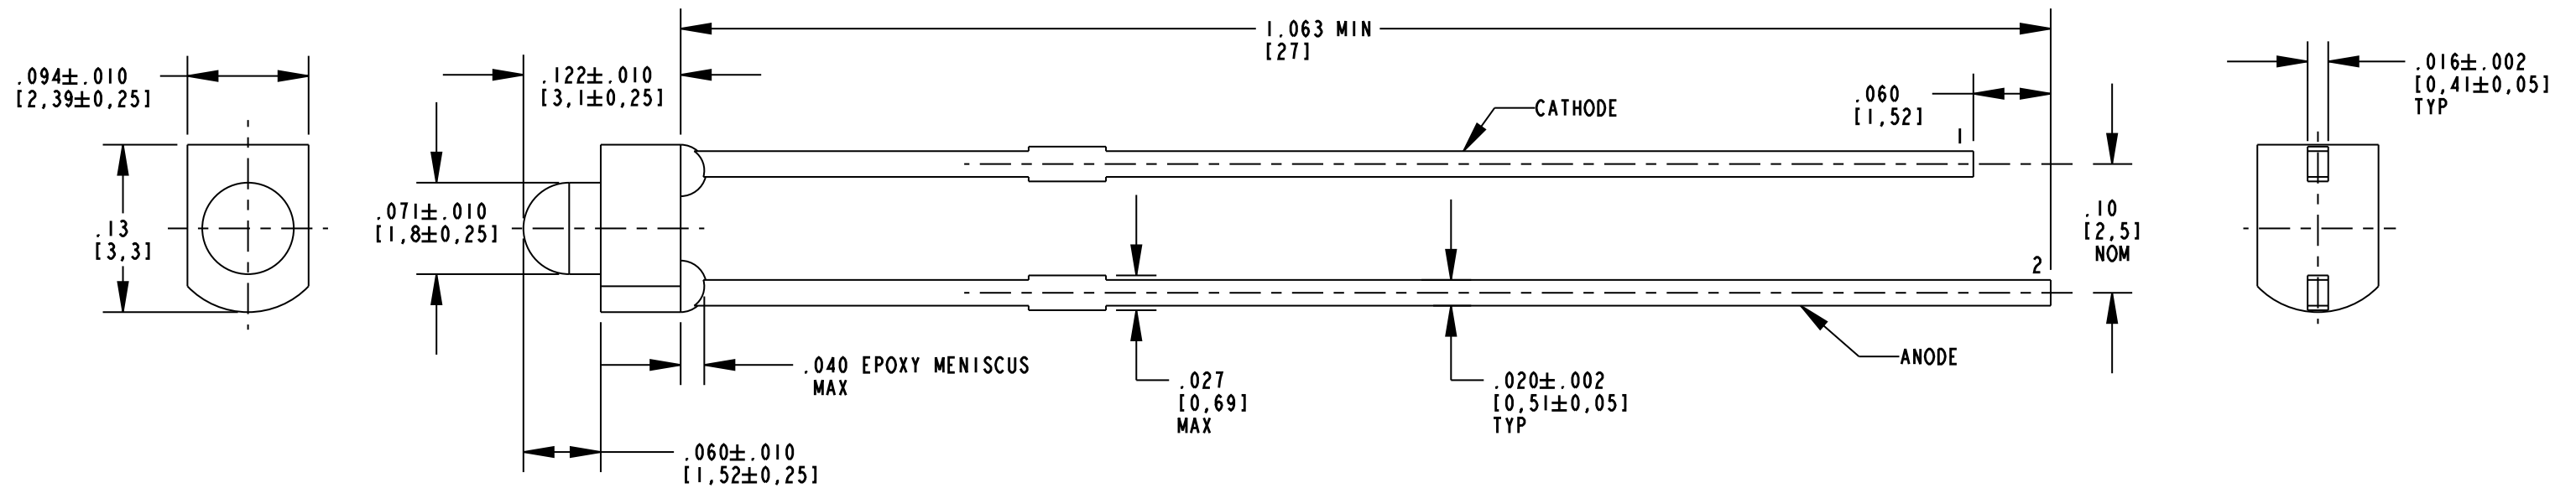 .094±.010
[2,39±0,25]
.13
[3,3]
.122±.010
[3,1±0,25]
.071±.010
[1,8±0,25]
1.063 MIN
[27]
CATHODE
.060
[1,52]
1
2
.016±.002
[0,41±0,05]
TYP
.10
[2,5]
NOM
.040 EPOXY MENISCUS
MAX
.027
[0,69]
MAX
.020±.002
[0,51±0,05]
TYP
ANODE
.060±.010
[1,52±0,25]